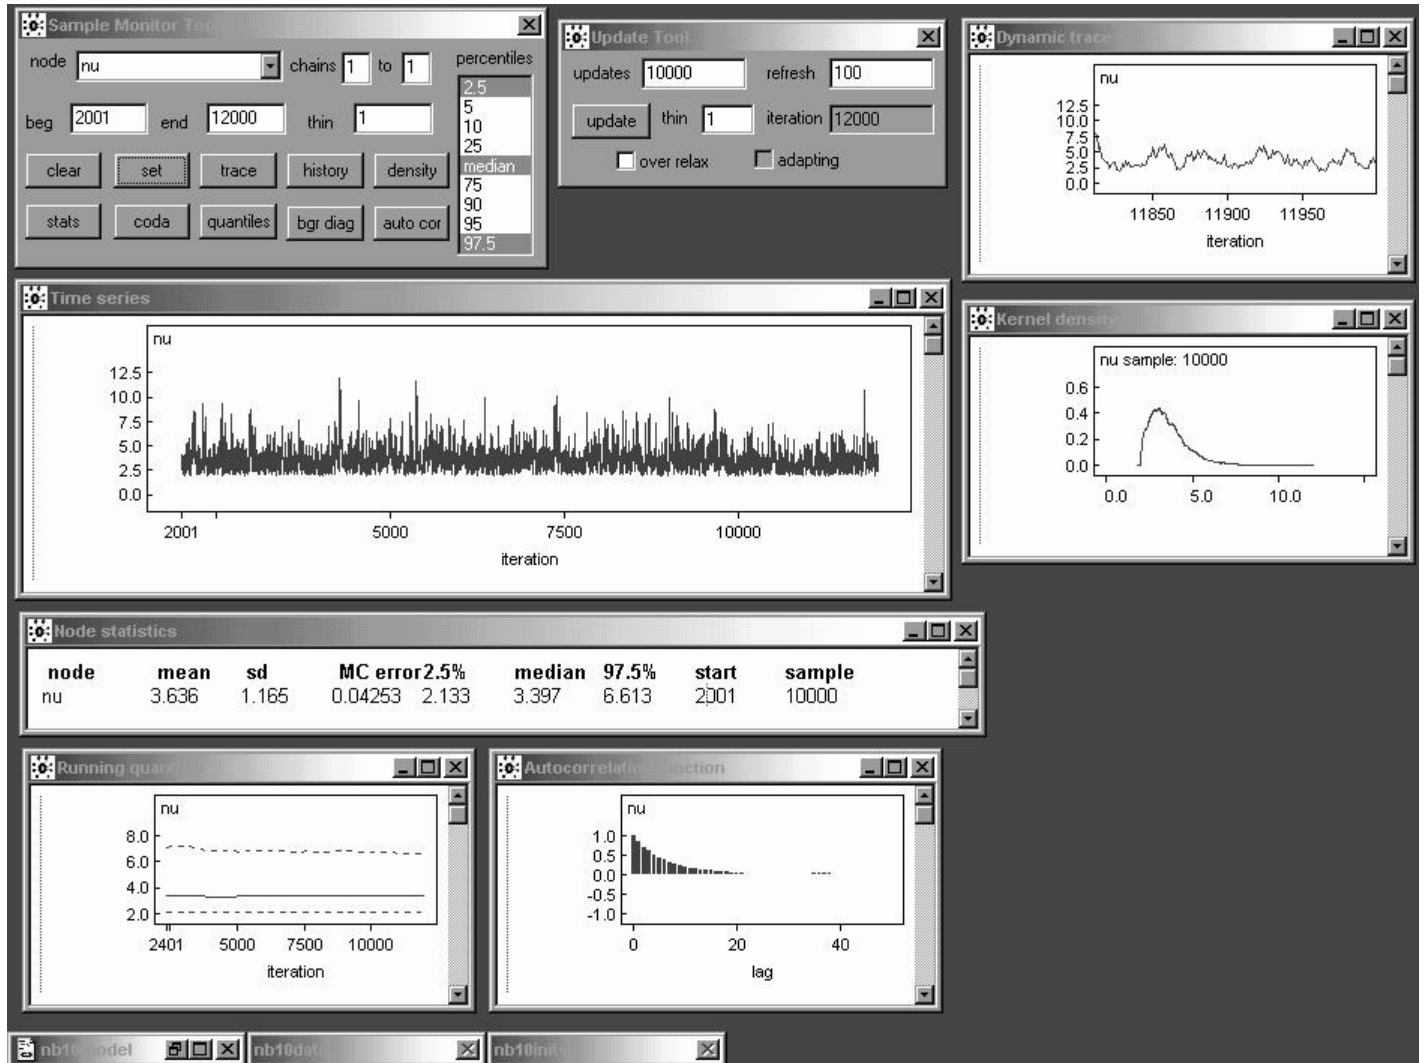 Sample Monitor Tool
node nu chains 1 to 1 percentiles
beg 2001 end 12000 thin 1
2.5
5
10
25
median
75
90
95
97.5
clear set trace history density
stats coda quantiles bgr diag auto cor
Update Tool
updates 10000 refresh 100
update thin 1 iteration 12000
over relax adapting
Dynamic trace
nu
12.5
10.0
7.5
5.0
2.5
0.0
11850 11900 11950
iteration
Time series
nu
12.5
10.0
7.5
5.0
2.5
0.0
2001 5000 7500 10000
iteration
Kernel density
nu sample: 10000
0.6
0.4
0.2
0.0
0.0 5.0 10.0
Node statistics
node mean sd MC error 2.5% median 97.5% start sample
nu 3.636 1.165 0.04253 2.133 3.397 6.613 2001 10000
Running quant
nu
8.0
6.0
4.0
2.0
2401 5000 7500 10000
iteration
Autocorrelation function
nu
1.0
0.5
0.0
-0.5
-1.0
0 20 40
lag
nb10model
nb10dat
nb10inits